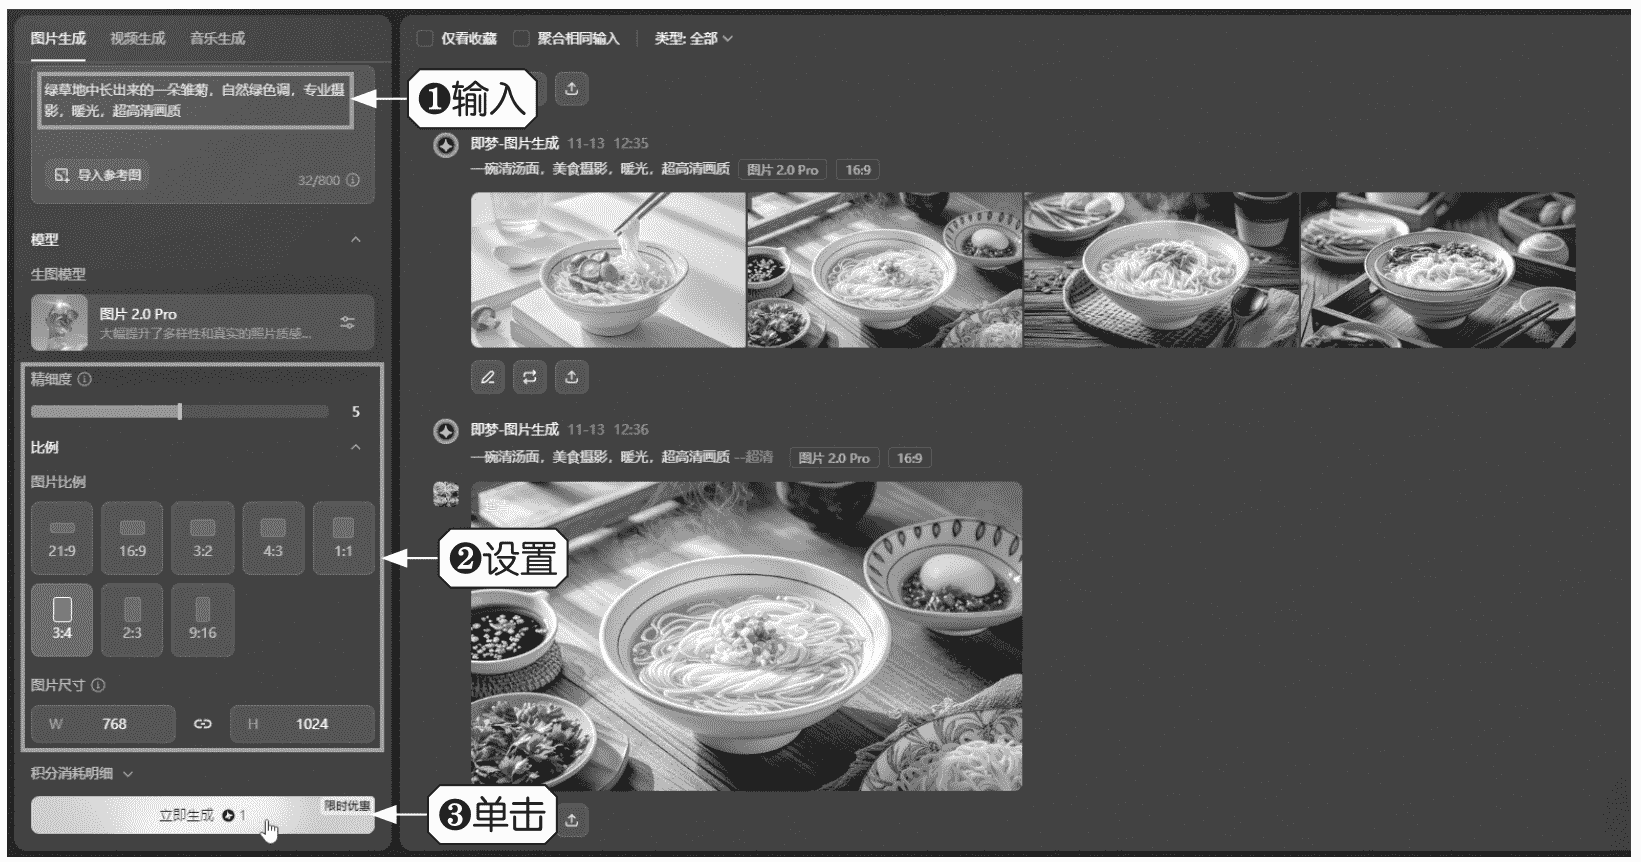 图片生成 视频生成 音乐生成
绿草地中长出来的一朵雏菊，自然绿色调，专业摄
影，暖光，超高清画质
导入参考图 32/800
模型
生图模型
图片 2.0 Pro
大幅提升了多样性和真实的照片质感...
精细度
5
比例
图片比例
21:9 16:9 3:2 4:3 1:1
3:4 2:3 9:16
图片尺寸
W 768 H 1024
积分消耗明细
限时优惠
立即生成 1
❶输入
❷设置
❸单击
仅看收藏 聚合相同输入 类型: 全部
即梦-图片生成 11-13 12:35
一碗清汤面，美食摄影，暖光，超高清画质 图片 2.0 Pro 16:9
即梦-图片生成 11-13 12:36
一碗清汤面，美食摄影，暖光，超高清画质 --超清 图片 2.0 Pro 16:9